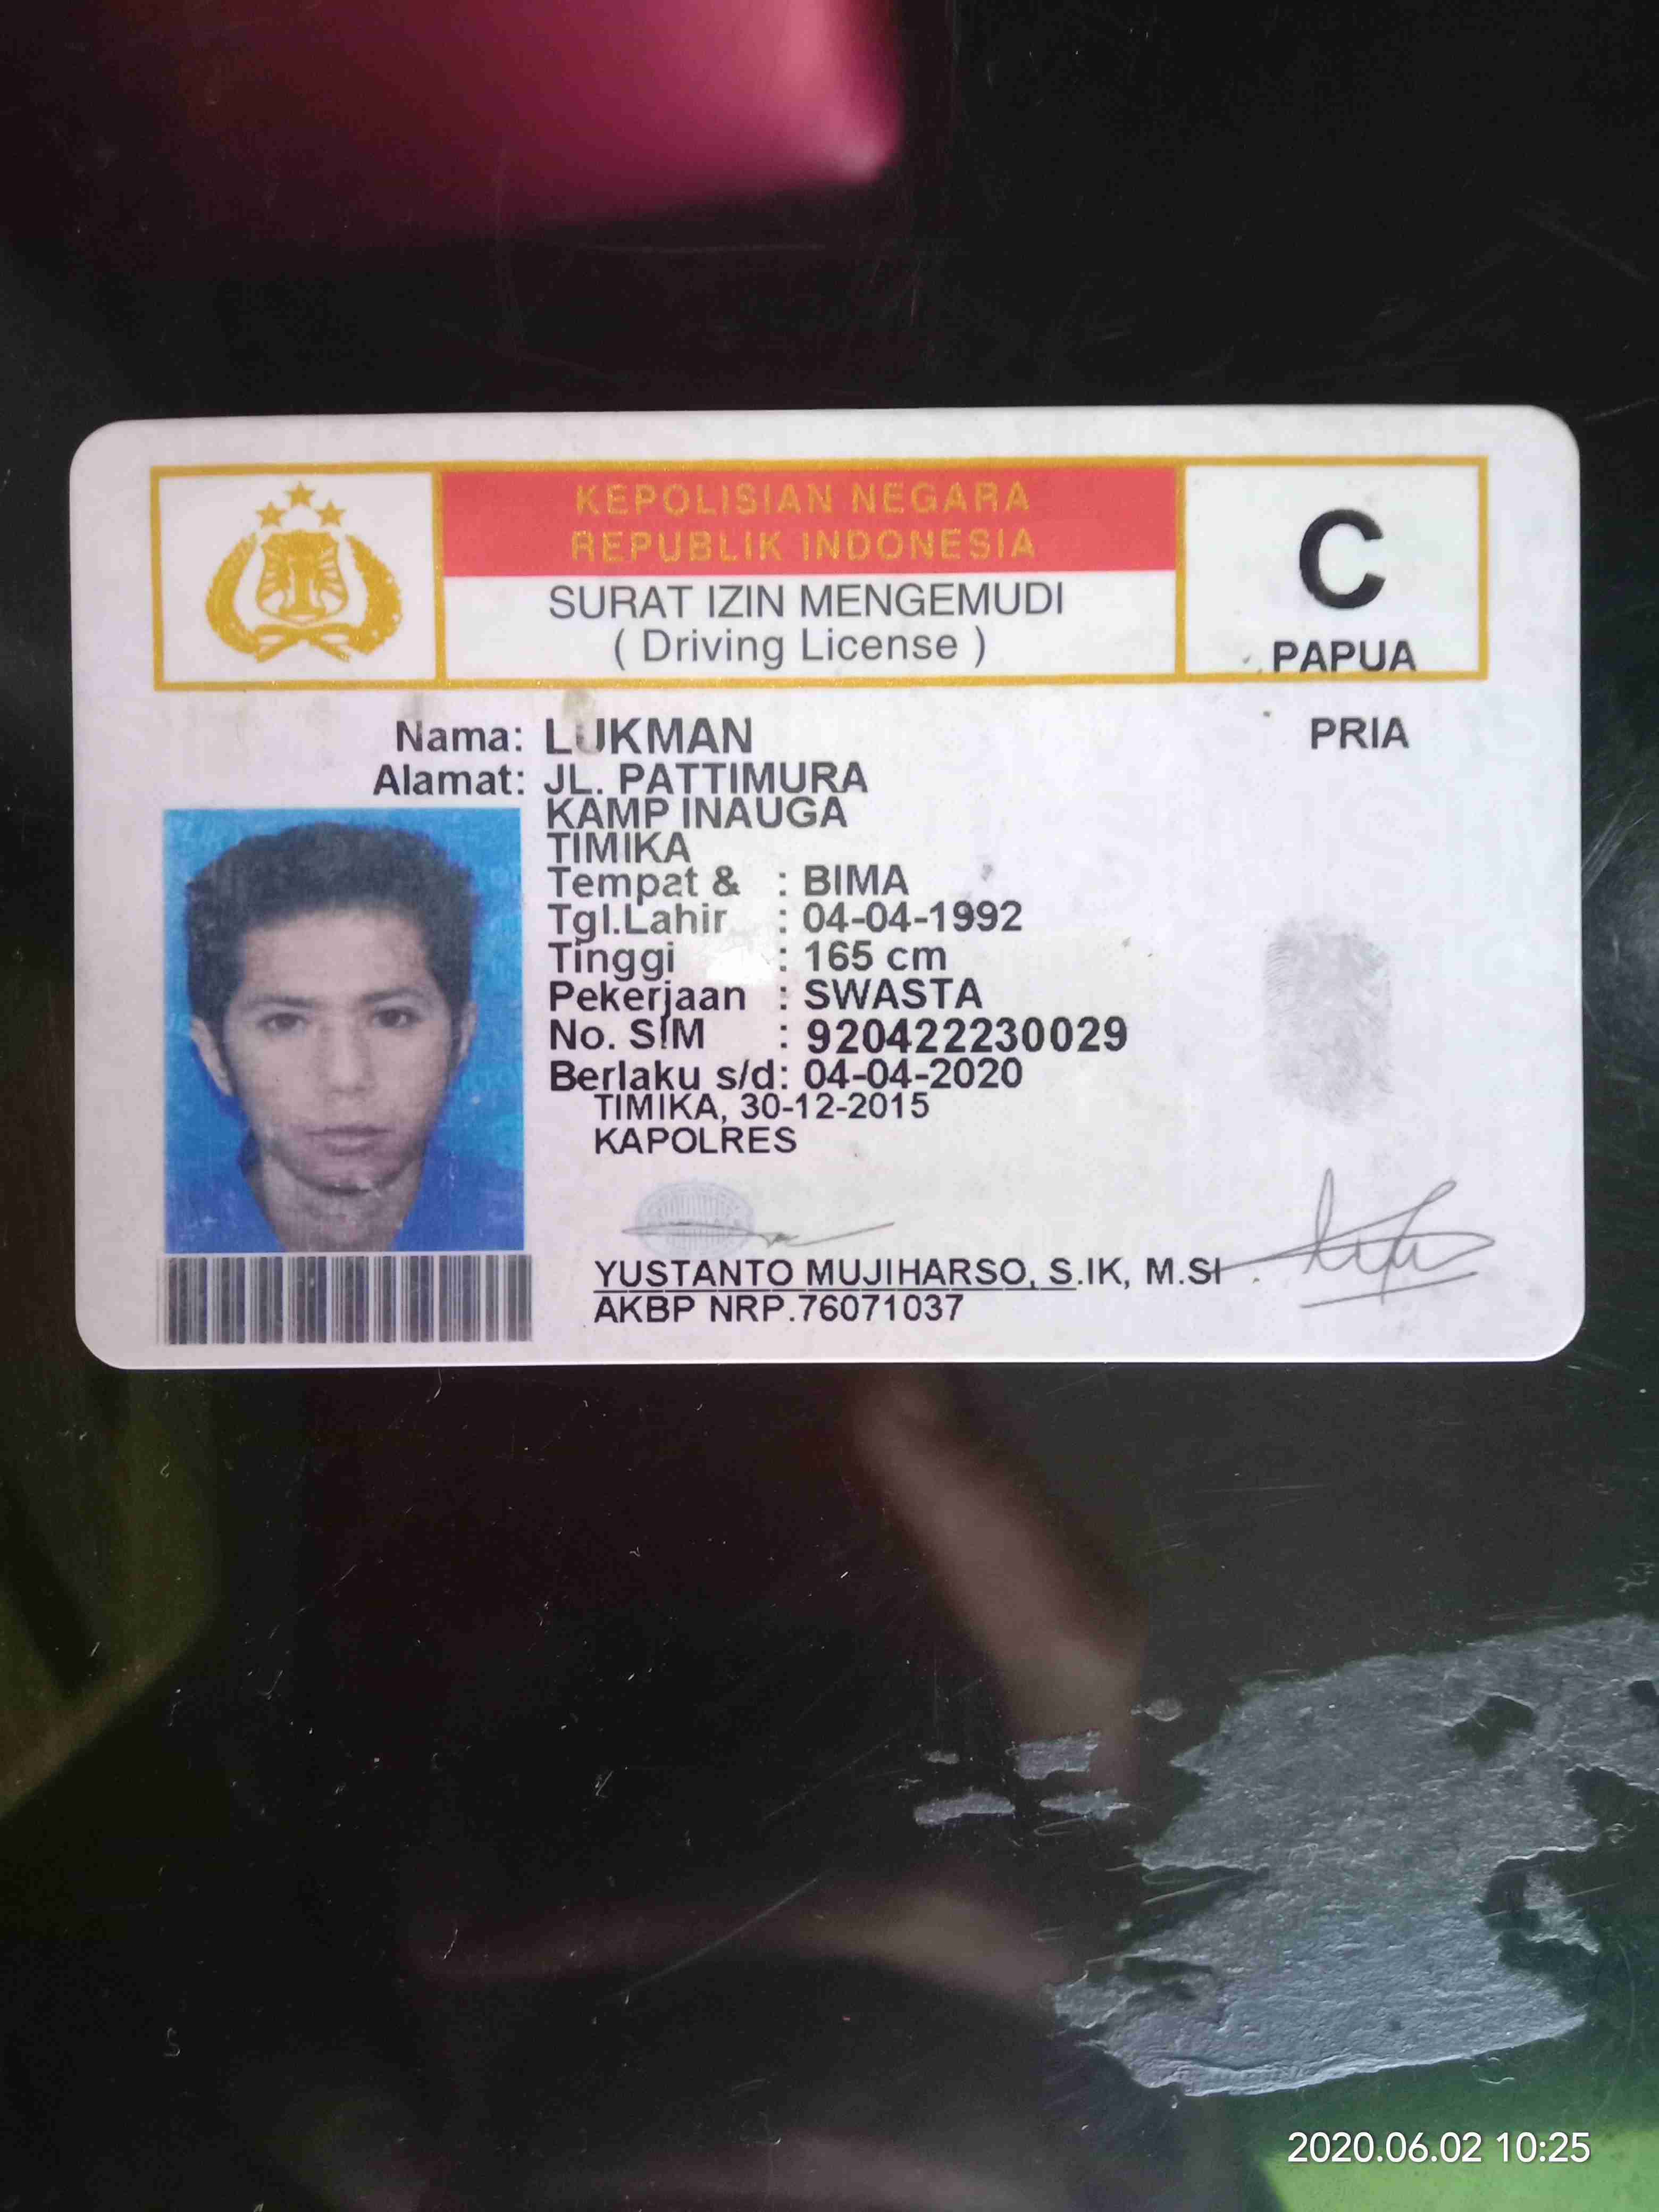 KEPOLISIAN NEGARA
REPUBLIK INDONESIA
SURAT IZIN MENGEMUDI
( Driving License )
C
PAPUA
Nama: LUKMAN
PRIA
Alamat: JL. PATTIMURA
KAMP INAUGA
TIMIKA
Tempat & : BIMA
Tgl.Lahir : 04-04-1992
Tinggi : 165 cm
Pekerjaan : SWASTA
No. SIM : 920422230029
Berlaku s/d: 04-04-2020
TIMIKA, 30-12-2015
KAPOLRES
YUSTANTO MUJIHARSO, S.IK, M.SI
AKBP NRP.76071037
2020.06.02 10:25